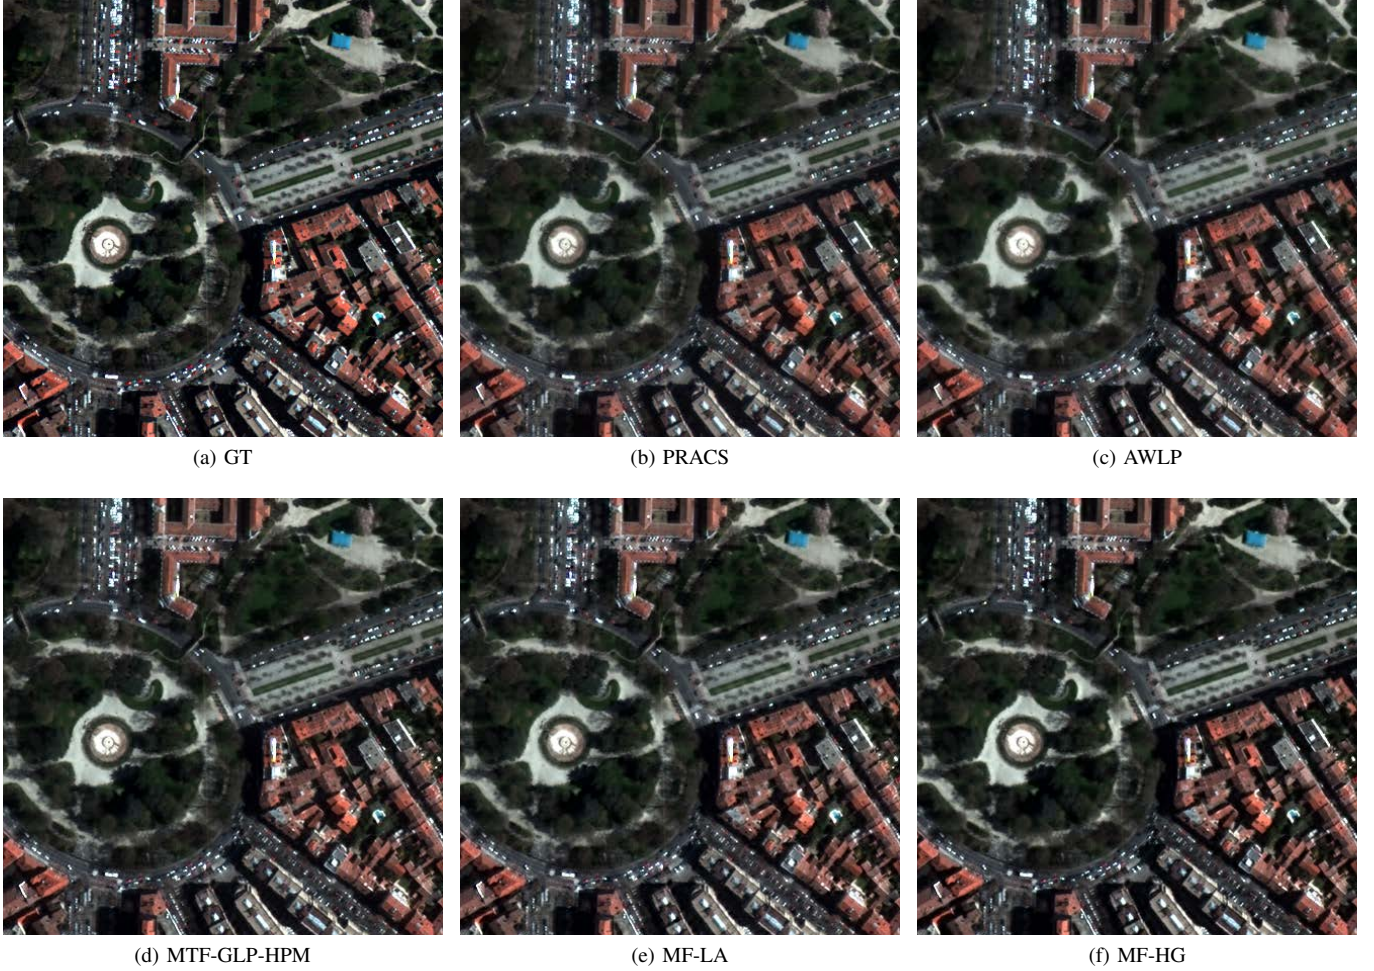 (a) GT
(b) PRACS
(c) AWLP
(d) MTF-GLP-HPM
(e) MF-LA
(f) MF-HG